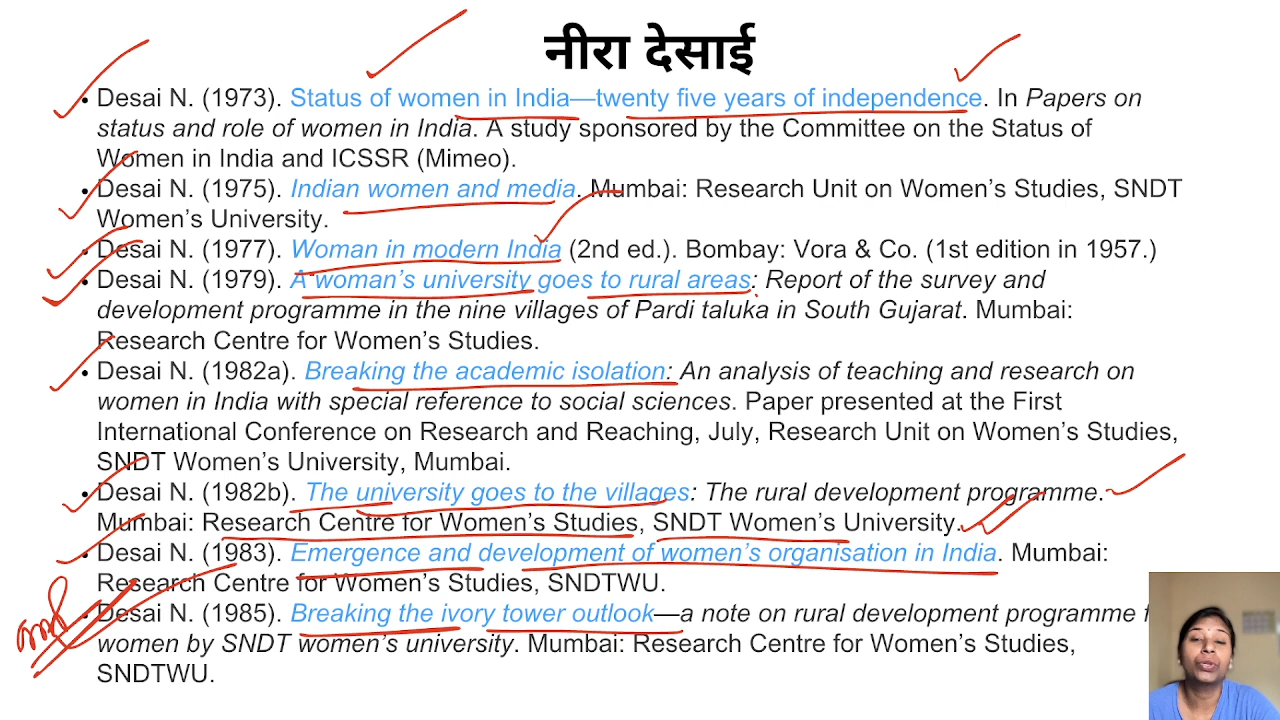 नीरा देसाई
• Desai N. (1973). Status of women in India—twenty five years of independence. In Papers on
status and role of women in India. A study sponsored by the Committee on the Status of
Women in India and ICSSR (Mimeo).
• Desai N. (1975). Indian women and media. Mumbai: Research Unit on Women’s Studies, SNDT
Women’s University.
• Desai N. (1977). Woman in modern India (2nd ed.). Bombay: Vora & Co. (1st edition in 1957.)
• Desai N. (1979). A woman’s university goes to rural areas: Report of the survey and
development programme in the nine villages of Pardi taluka in South Gujarat. Mumbai:
Research Centre for Women’s Studies.
• Desai N. (1982a). Breaking the academic isolation: An analysis of teaching and research on
women in India with special reference to social sciences. Paper presented at the First
International Conference on Research and Reaching, July, Research Unit on Women’s Studies,
SNDT Women’s University, Mumbai.
• Desai N. (1982b). The university goes to the villages: The rural development programme.
Mumbai: Research Centre for Women’s Studies, SNDT Women’s University.
• Desai N. (1983). Emergence and development of women’s organisation in India. Mumbai:
Research Centre for Women’s Studies, SNDTWU.
• Desai N. (1985). Breaking the ivory tower outlook—a note on rural development programme f
women by SNDT women’s university. Mumbai: Research Centre for Women’s Studies,
SNDTWU.